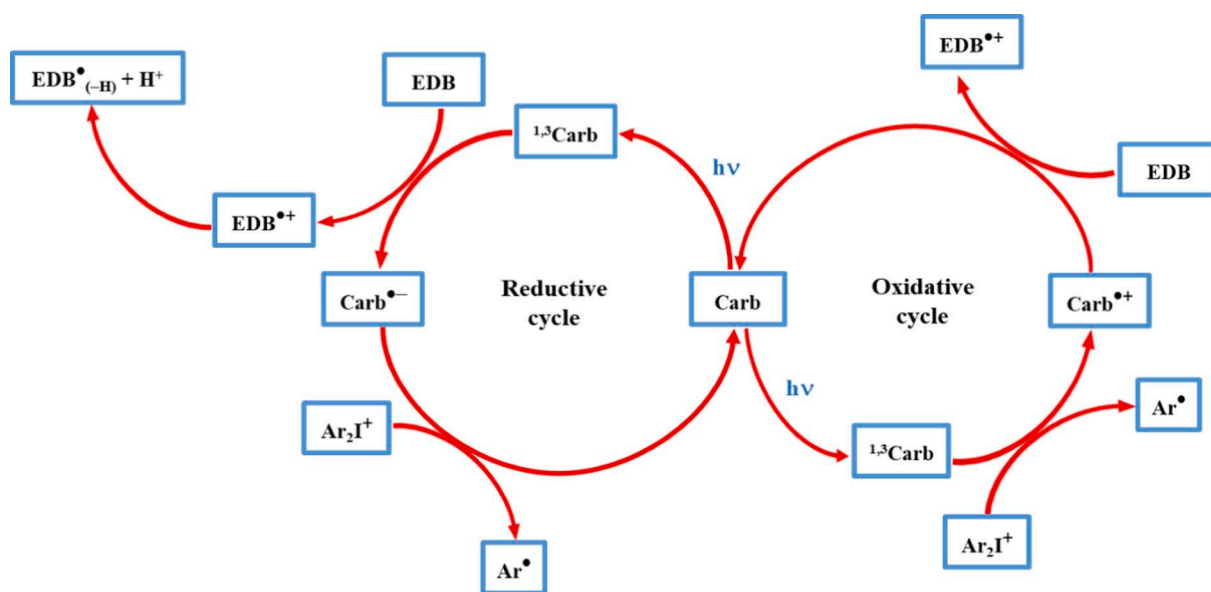 EDB•+
EDB•(–H) + H+
EDB
1,3Carb
hν
EDB
EDB•+
Carb•–
Reductive
cycle
Carb
Oxidative
cycle
Carb•+
hν
Ar2I+
Ar•
1,3Carb
Ar2I+
Ar•